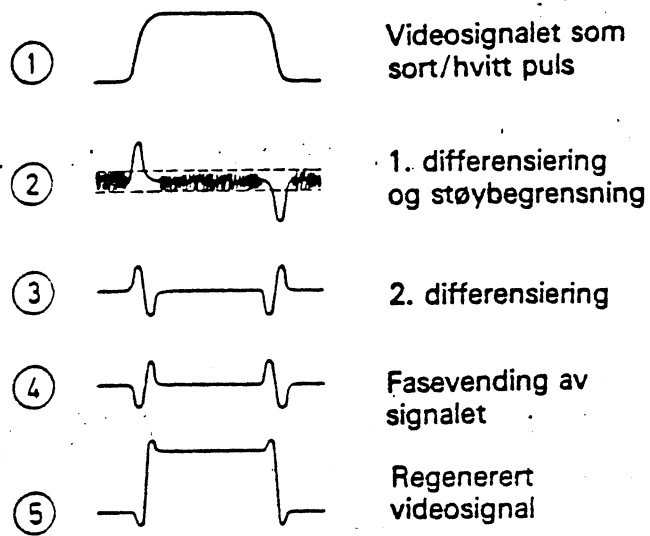 1 Videosignalet som
sort/hvitt puls
2 1. differensiering
og støybegrensning
3 2. differensiering
4 Fasevending av
signalet
5 Regenerert
videosignal